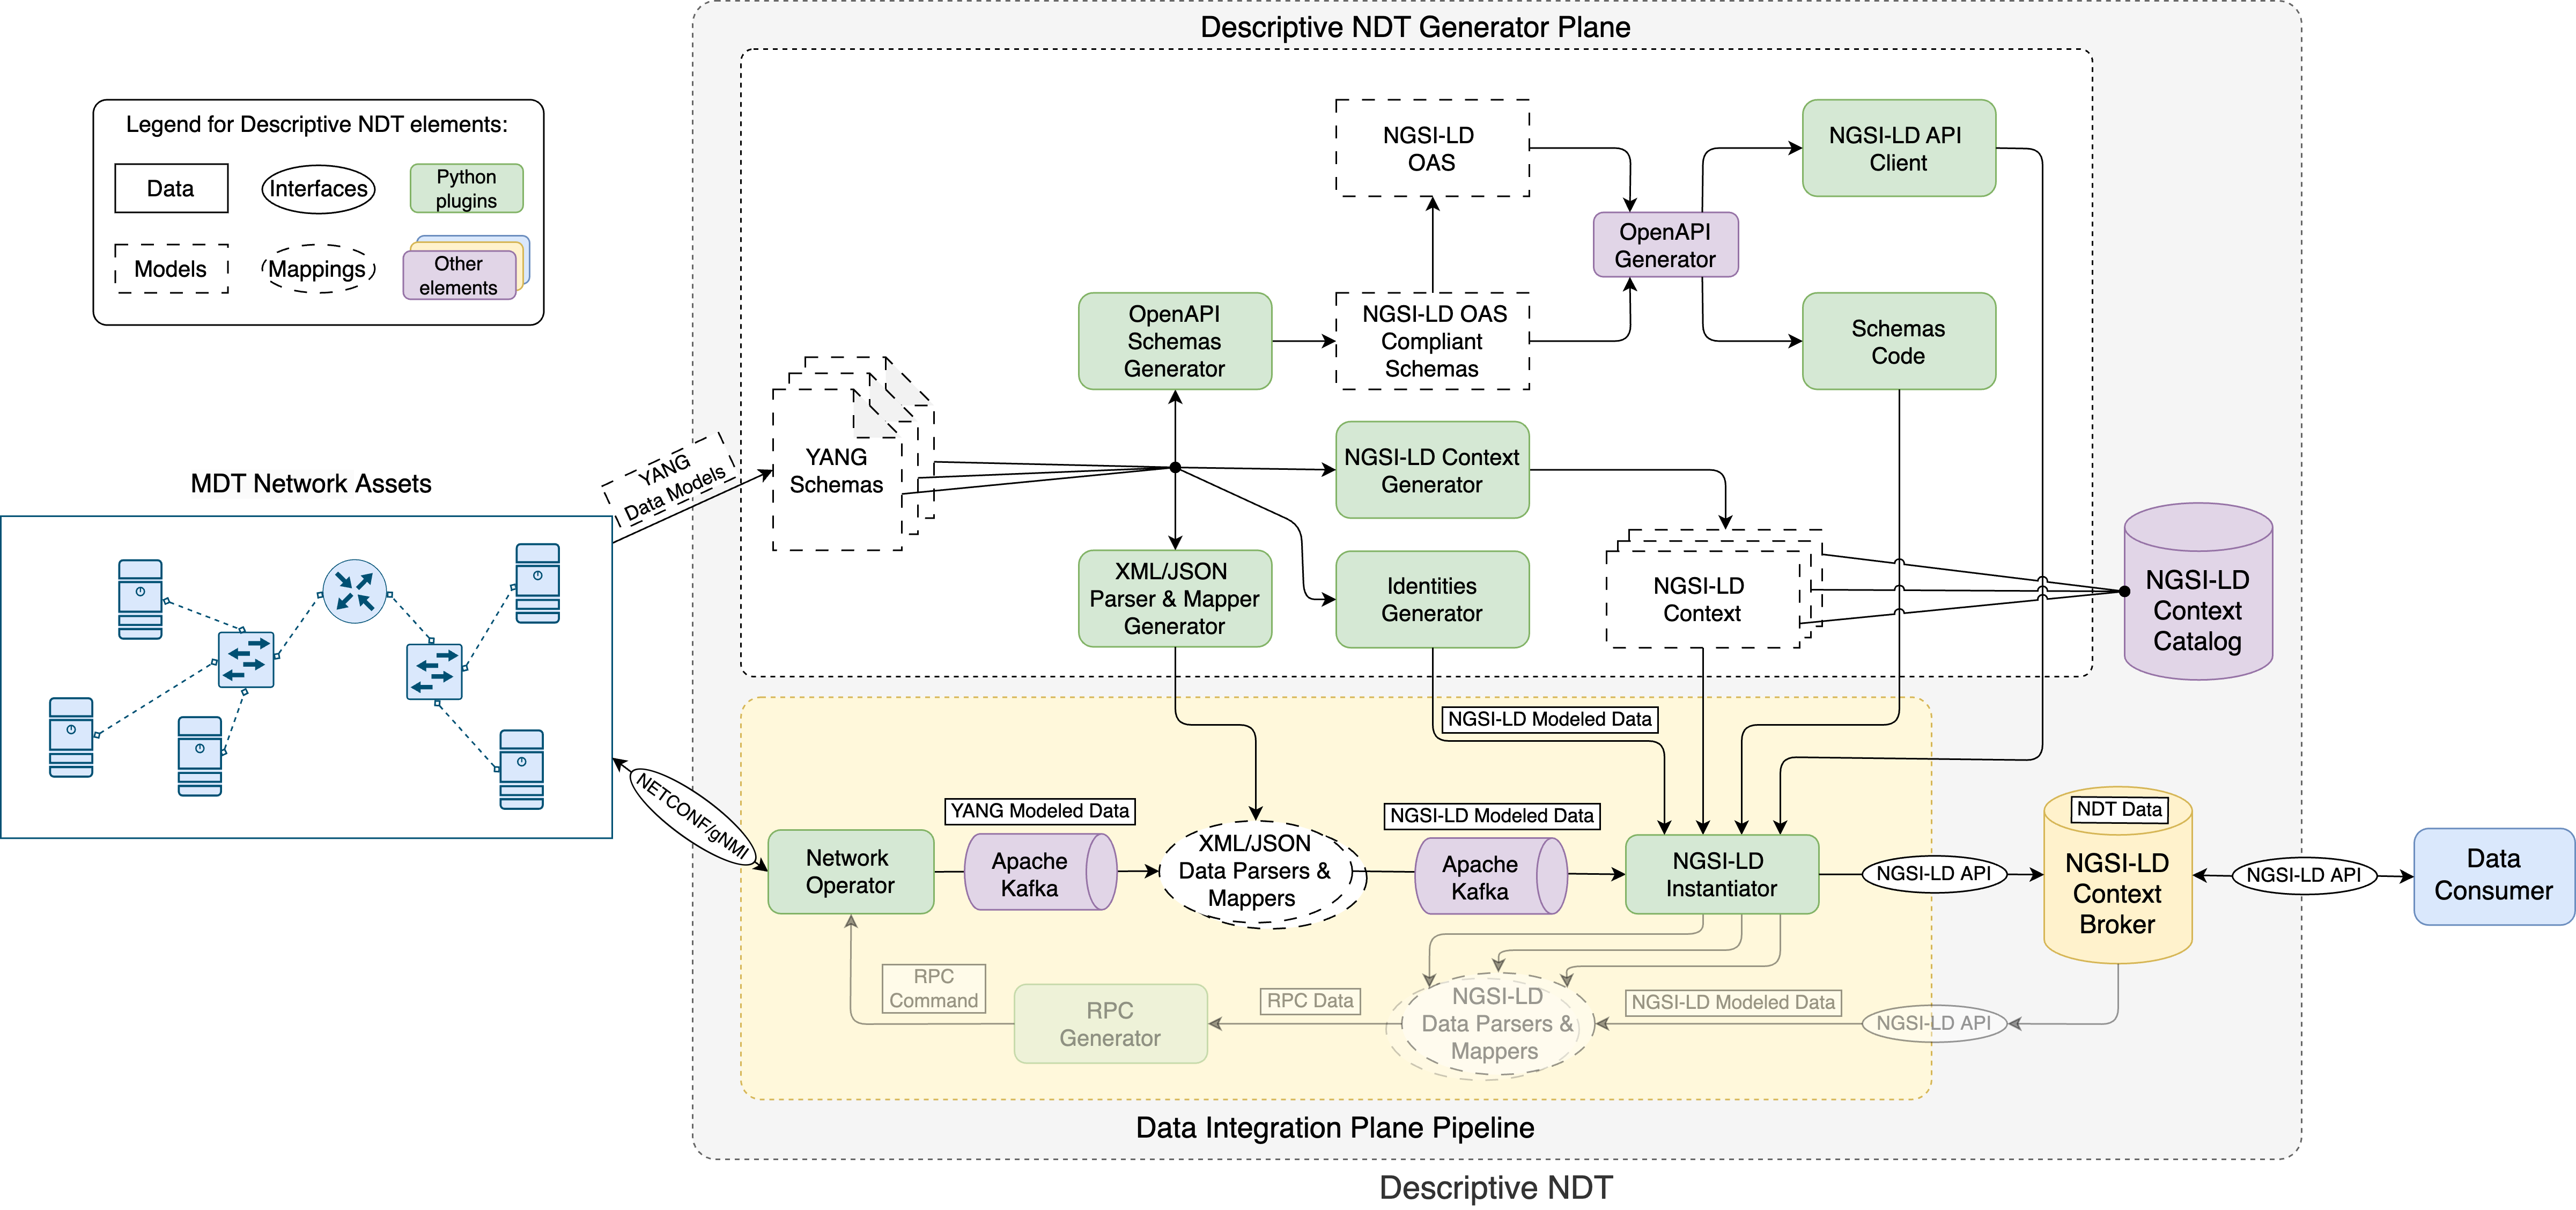 Descriptive NDT Generator Plane
Legend for Descriptive NDT elements:
Data
Interfaces
Python
plugins
Models
Mappings
Other
elements
NGSI-LD
OAS
NGSI-LD API
Client
OpenAPI
Generator
OpenAPI
Schemas
Generator
NGSI-LD OAS
Compliant
Schemas
Schemas
Code
YANG
Data Models
YANG
Schemas
NGSI-LD Context
Generator
MDT Network Assets
XML/JSON
Parser & Mapper
Generator
Identities
Generator
NGSI-LD
Context
NGSI-LD
Context
Catalog
NGSI-LD Modeled Data
NETCONF/gNMI
YANG Modeled Data
NGSI-LD Modeled Data
NDT Data
Network
Operator
Apache
Kafka
XML/JSON
Data Parsers &
Mappers
Apache
Kafka
NGSI-LD
Instantiator
NGSI-LD API
NGSI-LD
Context
Broker
NGSI-LD API
Data
Consumer
RPC
Command
RPC
Generator
RPC Data
NGSI-LD
Data Parsers &
Mappers
NGSI-LD Modeled Data
NGSI-LD API
Data Integration Plane Pipeline
Descriptive NDT